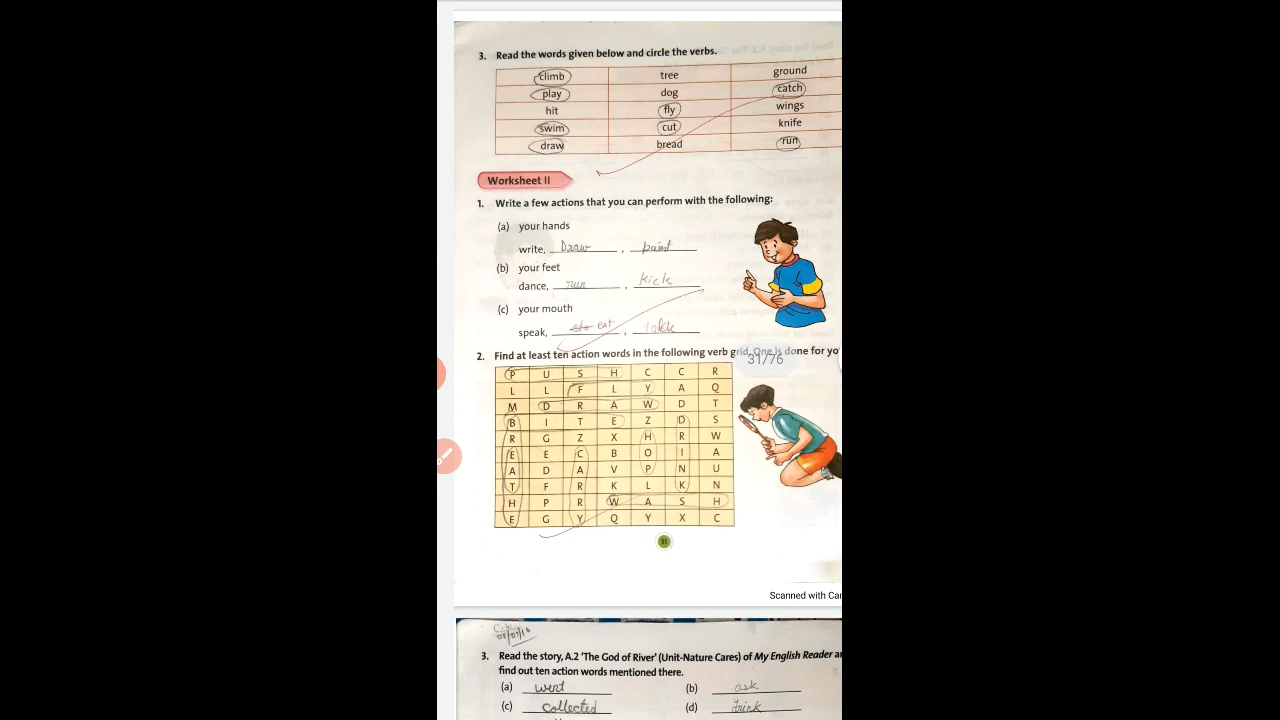 3. Read the words given below and circle the verbs.
climb tree ground
play dog catch
hit fly wings
swim cut knife
draw bread run
Worksheet II
1. Write a few actions that you can perform with the following:
(a) your hands
write, Draw , paint
(b) your feet
dance, run , kick
(c) your mouth
speak, eat , talk
2. Find at least ten action words in the following verb grid. One is done for yo
31/76
P U S H C C R
L L F L Y A Q
M D R A W D T
B I T E Z D S
R G Z X H R W
E E C B O I A
A D A V P N U
T F R K L K N
H P R W A S H
E G Y Q Y X C
31
Scanned with Car
3. Read the story, A.2 'The God of River' (Unit-Nature Cares) of My English Reader a
find out ten action words mentioned there.
(a) went (b) ask
(c) collected (d) drink